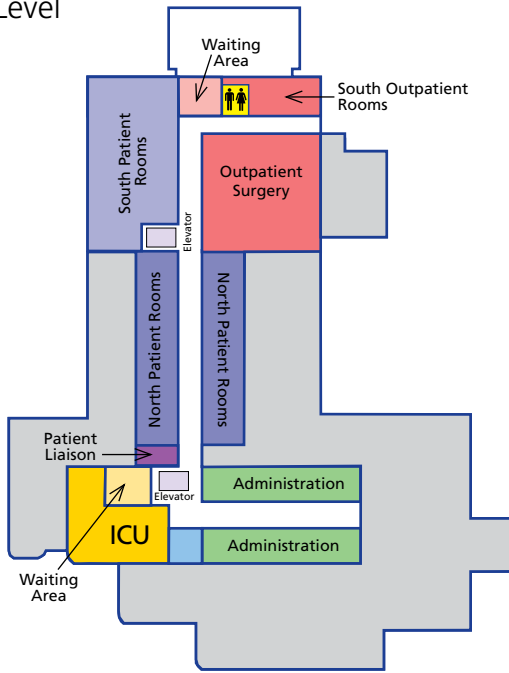 Level
Waiting
Area
South Outpatient
Rooms
South Patient
Rooms
Outpatient
Surgery
Elevator
North Patient Rooms
North Patient Rooms
Patient
Liaison
Elevator
Administration
ICU
Administration
Waiting
Area